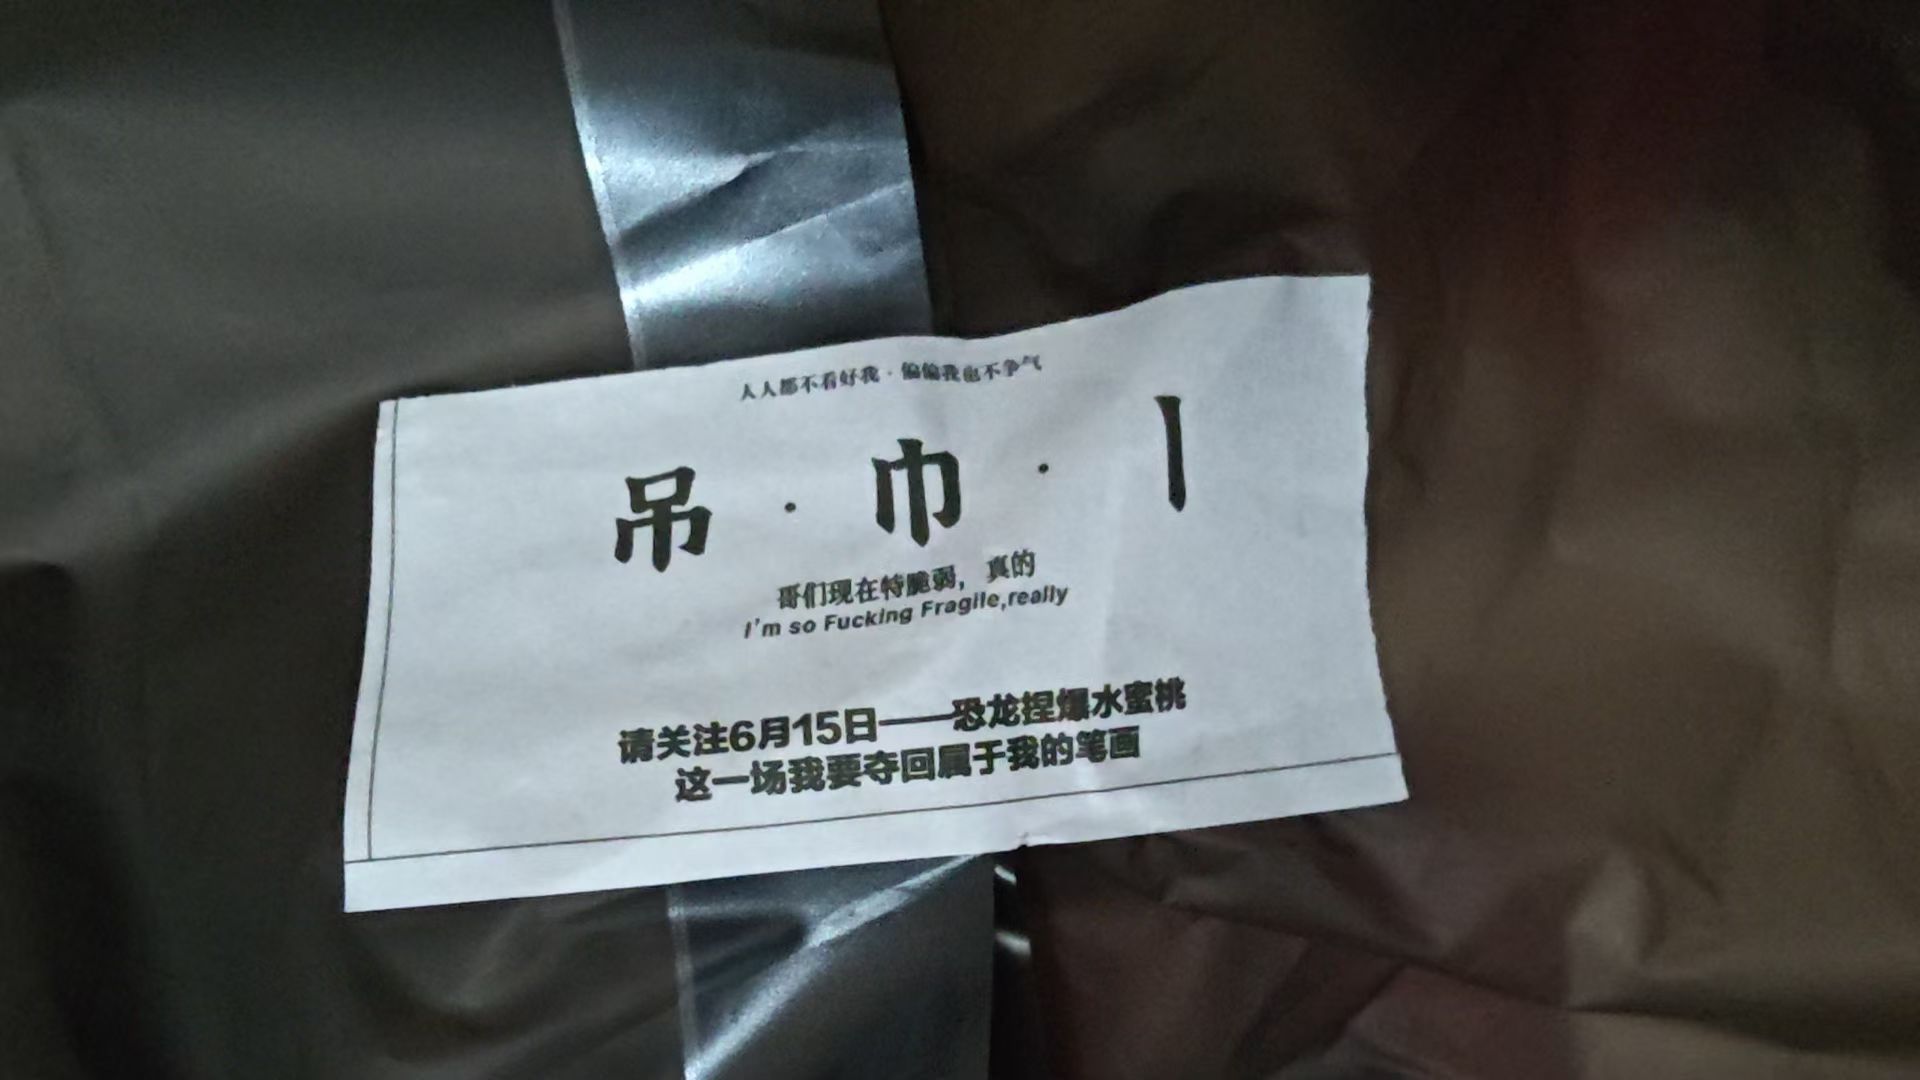 人人都不看好我·偏偏我也不争气
吊·巾·丨
哥们现在特脆弱，真的
I'm so Fucking Fragile,really
请关注6月15日——恐龙捏爆水蜜桃
这一场我要夺回属于我的笔画